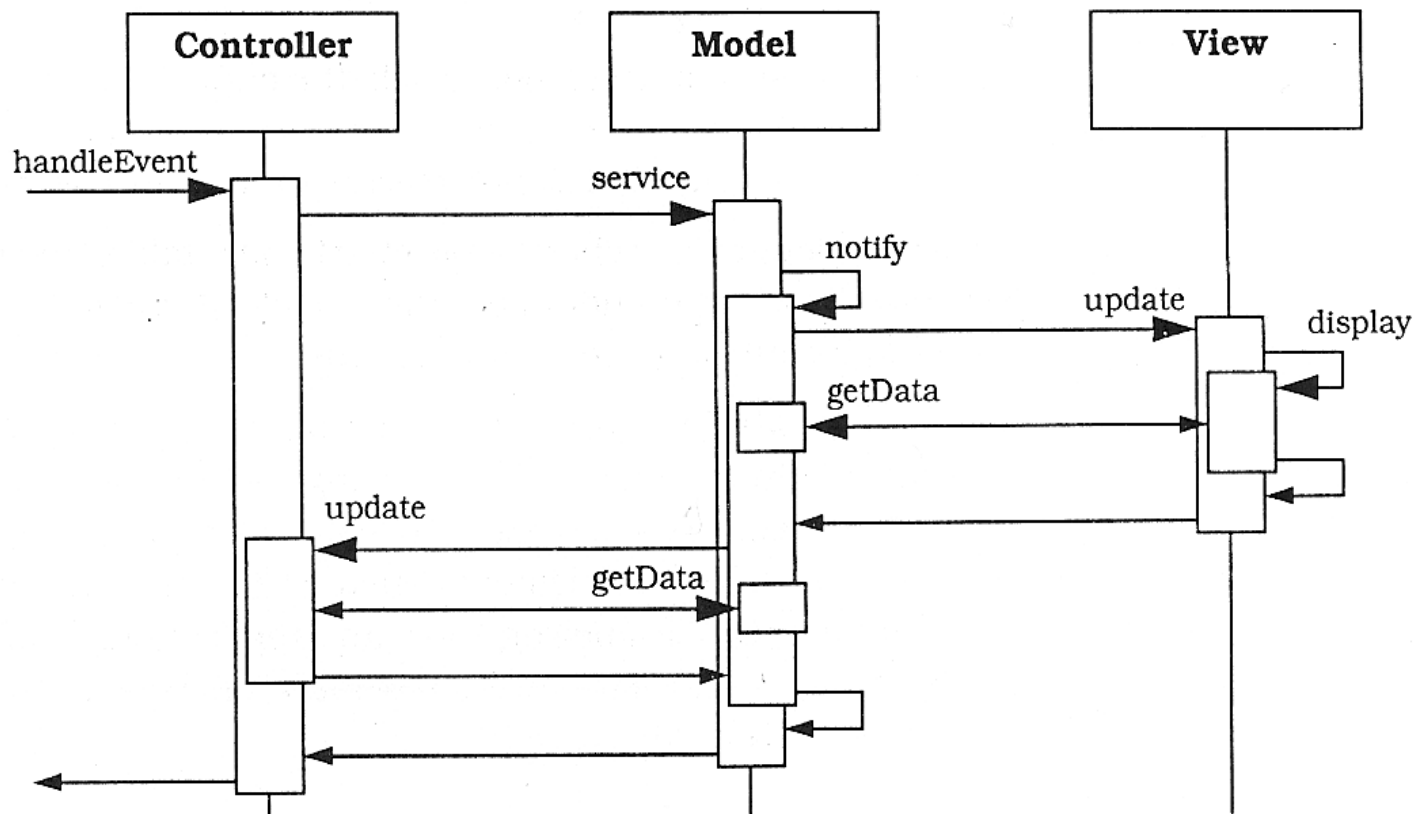 Controller
Model
View
handleEvent
service
notify
update
display
getData
update
getData